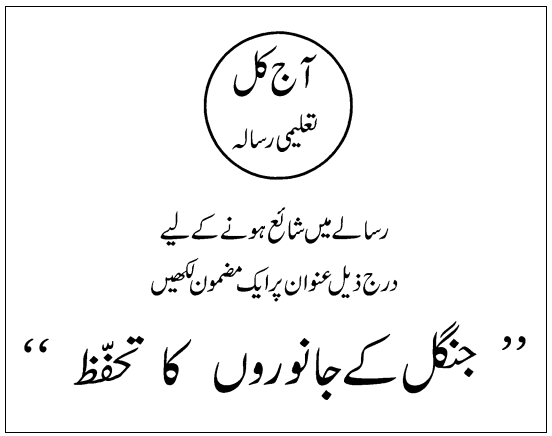 آج کل
تعلیمی رسالہ
رسالے میں شائع ہونے کے لیے
درج ذیل عنوان پر ایک مضمون لکھیں
” جنگل کے جانوروں کا تحفّظ “